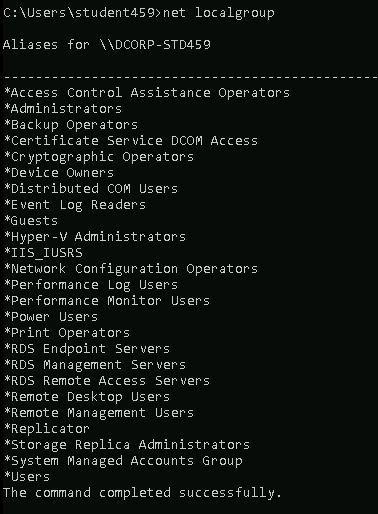 C:\Users\student459>net localgroup
Aliases for \\DCORP-STD459
-----------------------------------------------
*Access Control Assistance Operators
*Administrators
*Backup Operators
*Certificate Service DCOM Access
*Cryptographic Operators
*Device Owners
*Distributed COM Users
*Event Log Readers
*Guests
*Hyper-V Administrators
*IIS_IUSRS
*Network Configuration Operators
*Performance Log Users
*Performance Monitor Users
*Power Users
*Print Operators
*RDS Endpoint Servers
*RDS Management Servers
*RDS Remote Access Servers
*Remote Desktop Users
*Remote Management Users
*Replicator
*Storage Replica Administrators
*System Managed Accounts Group
*Users
The command completed successfully.